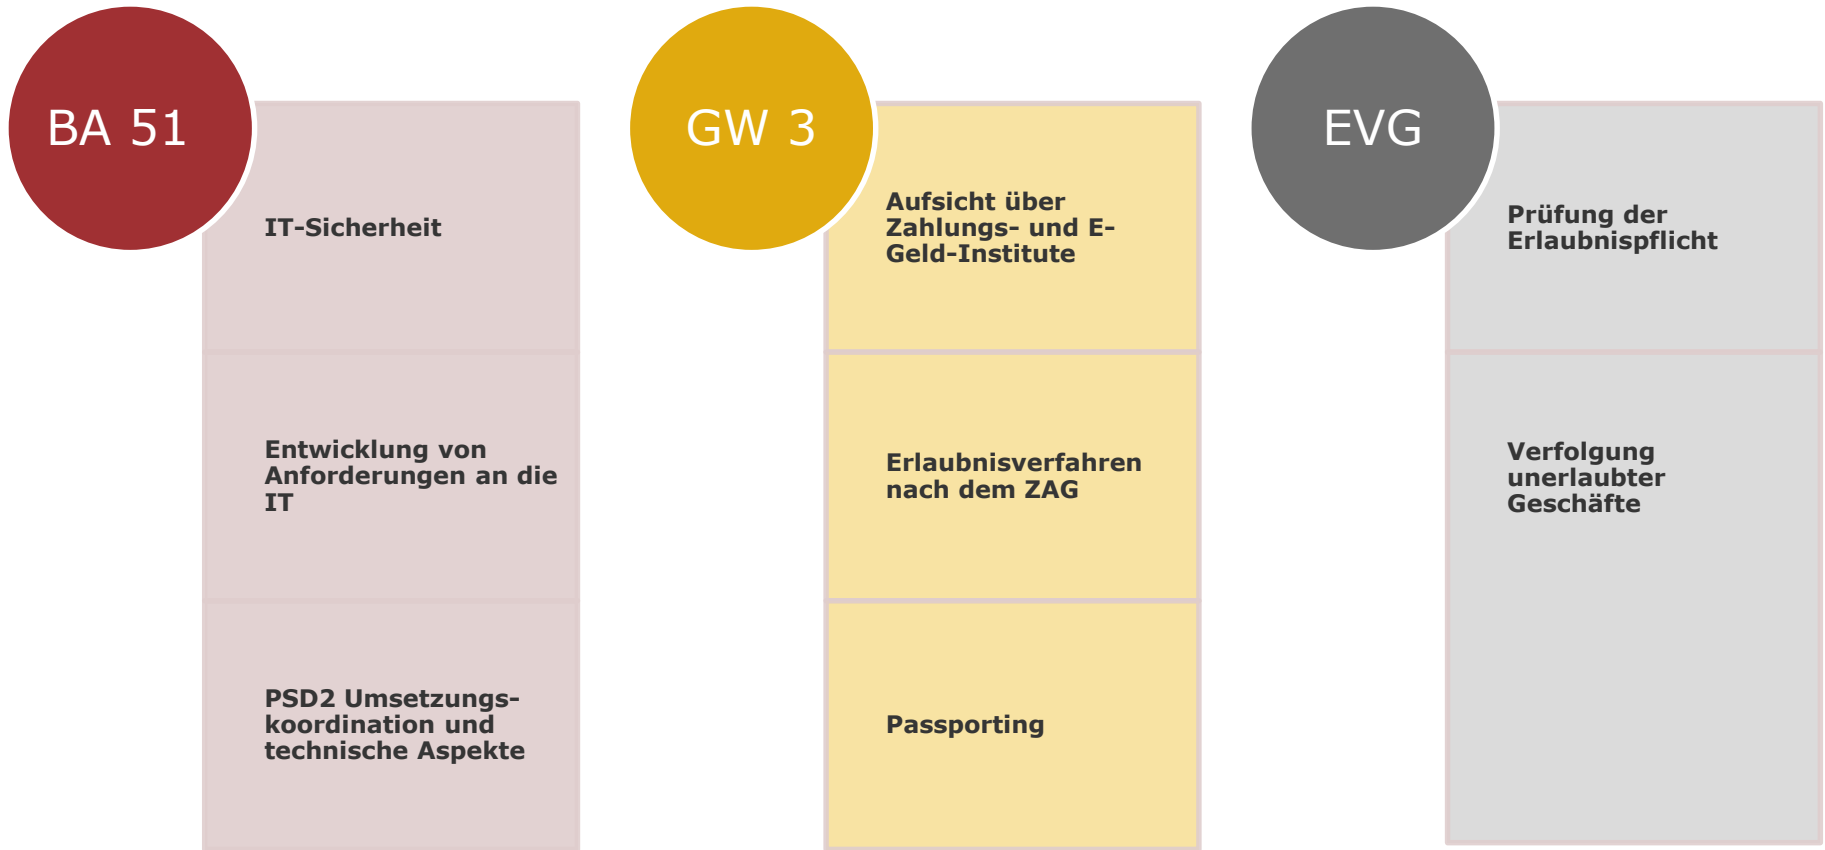 BA 51
IT-Sicherheit
Entwicklung von
Anforderungen an die
IT
PSD2 Umsetzungs-
koordination und
technische Aspekte
GW 3
Aufsicht über
Zahlungs- und E-
Geld-Institute
Erlaubnisverfahren
nach dem ZAG
Passporting
EVG
Prüfung der
Erlaubnispflicht
Verfolgung
unerlaubter
Geschäfte